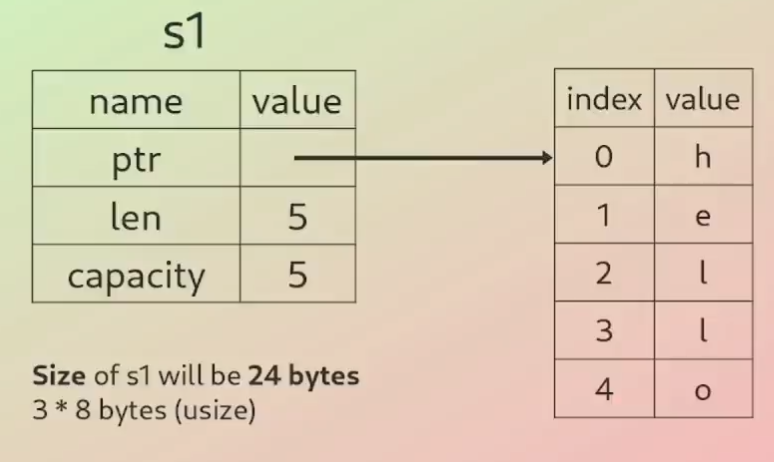 s1
name value
ptr
len 5
capacity 5
Size of s1 will be 24 bytes
3 * 8 bytes (usize)
index value
0 h
1 e
2 l
3 l
4 o